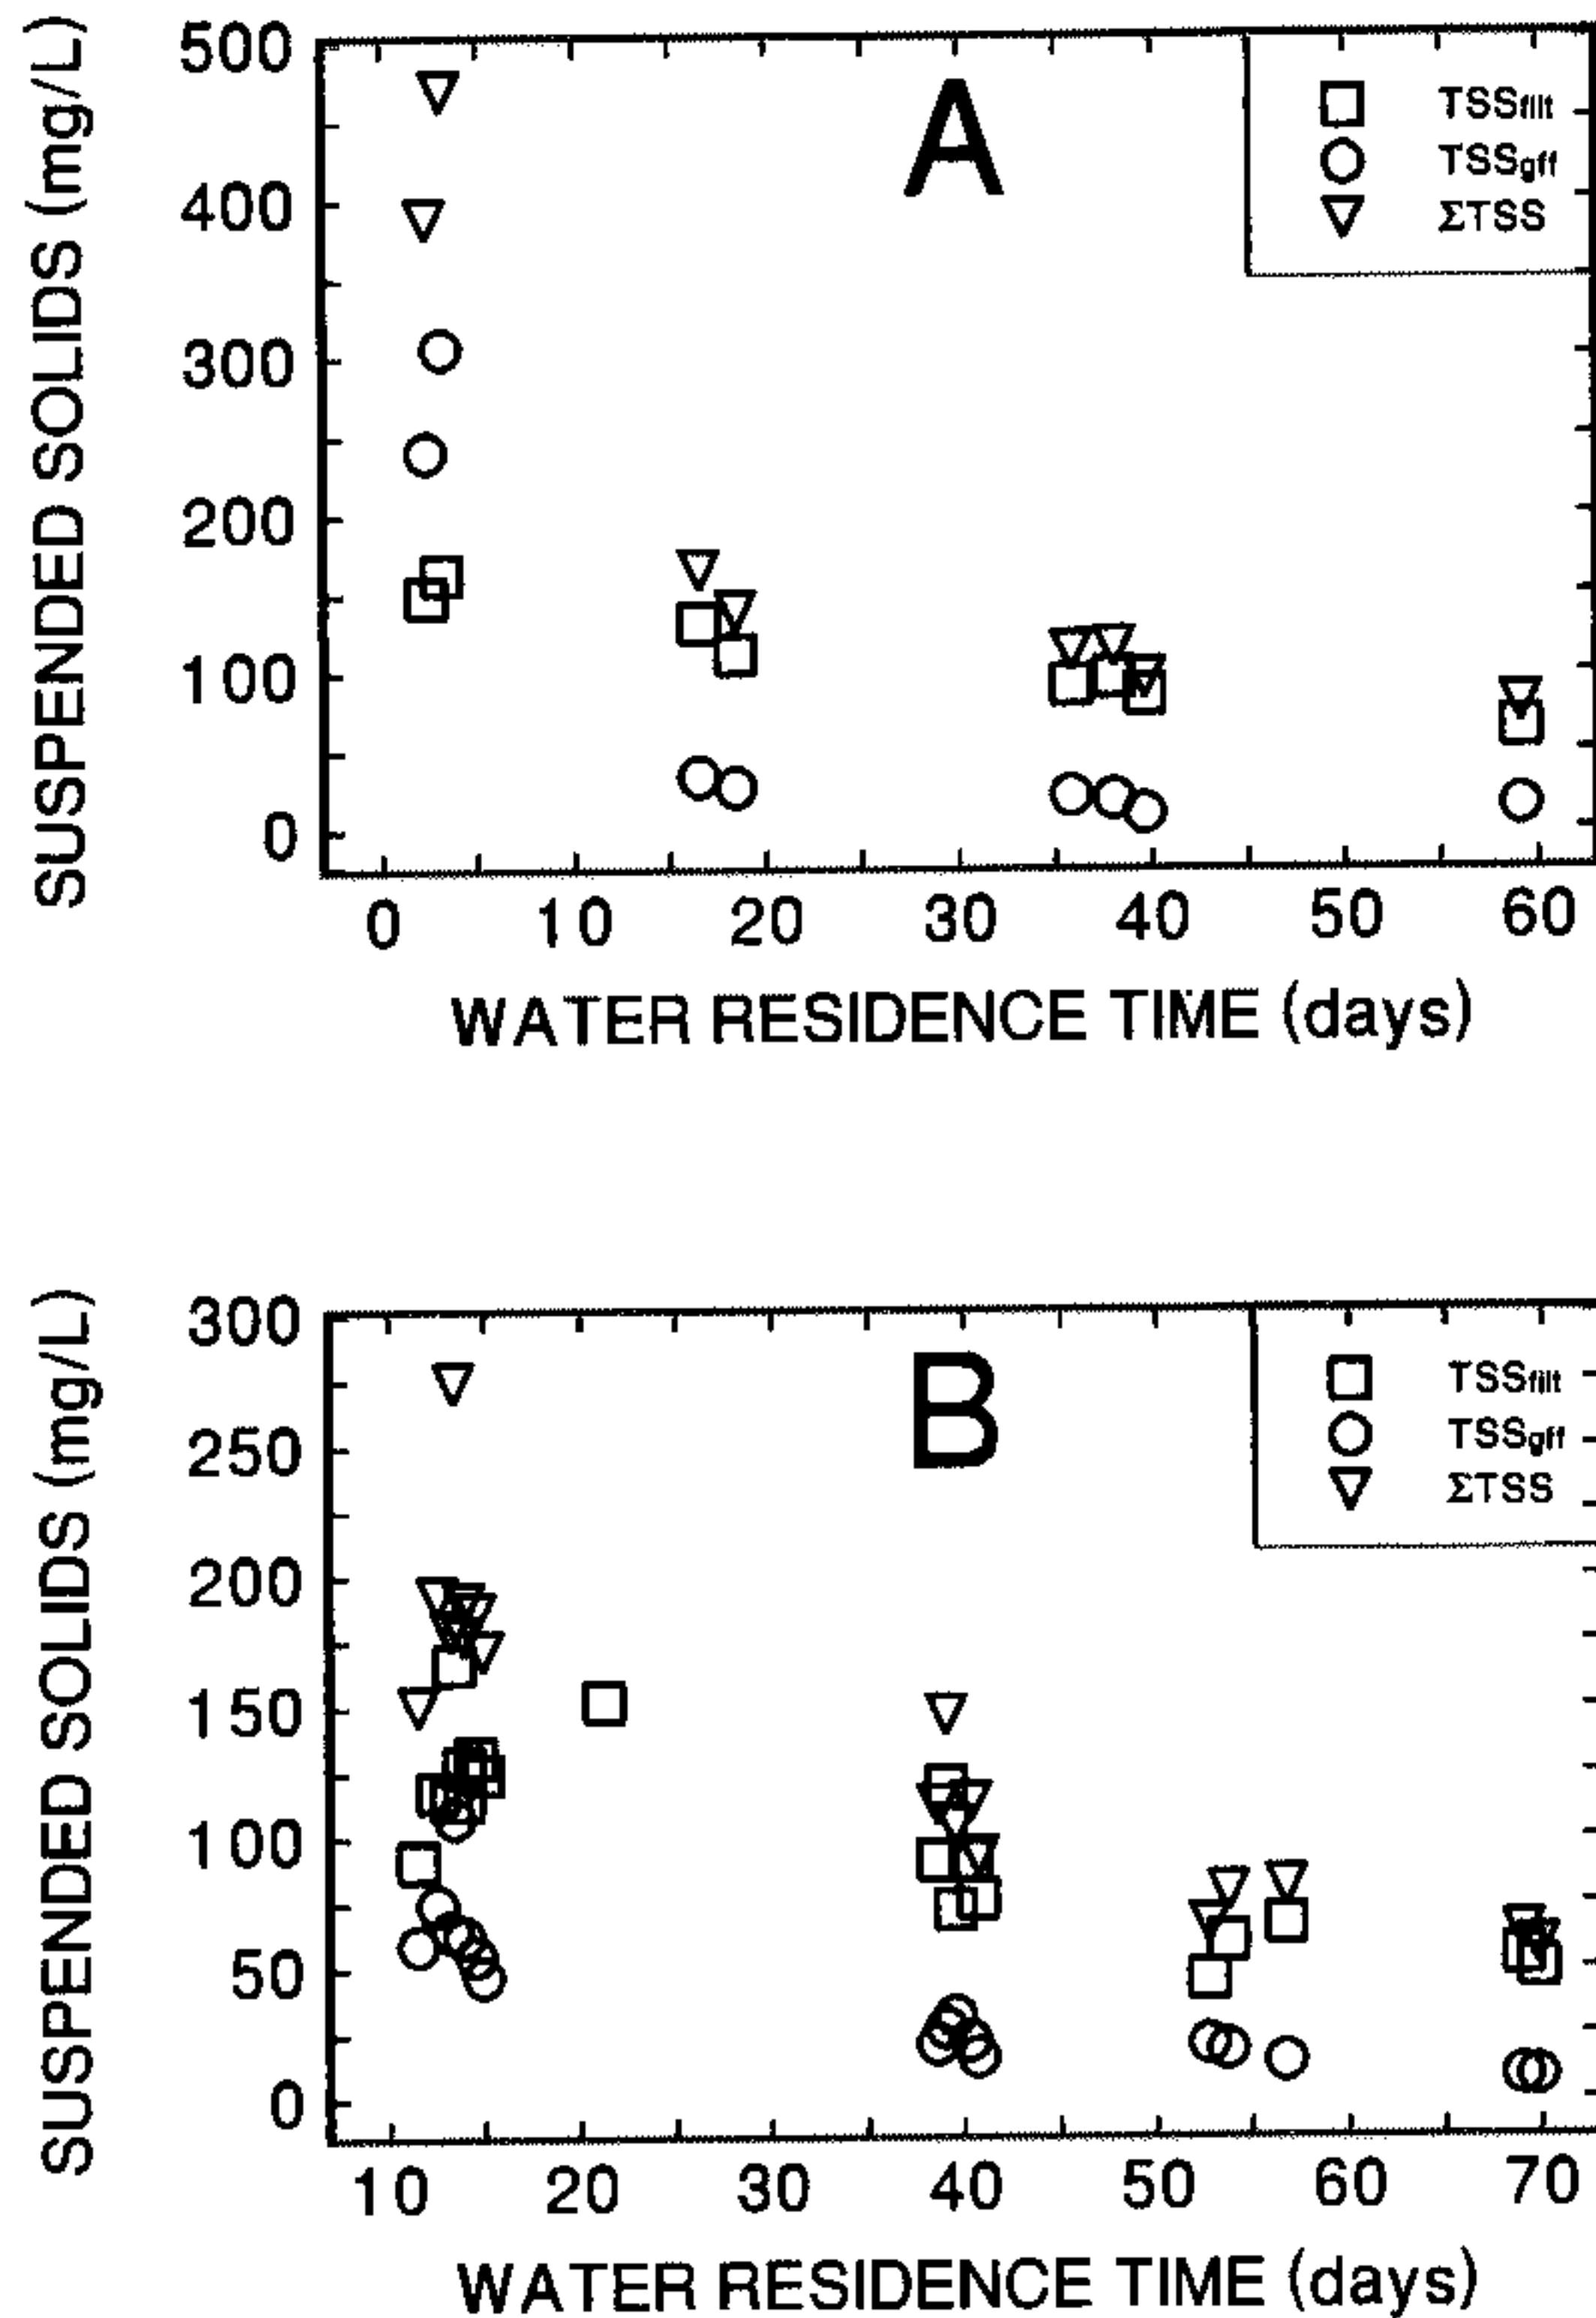 SUSPENDED SOLIDS (mg/L)
500
400
300
200
100
0
A
TSSfilt
TSSgff
ΣTSS
0 10 20 30 40 50 60
WATER RESIDENCE TIME (days)
SUSPENDED SOLIDS (mg/L)
300
250
200
150
100
50
0
B
TSSfilt
TSSgff
ΣTSS
10 20 30 40 50 60 70
WATER RESIDENCE TIME (days)